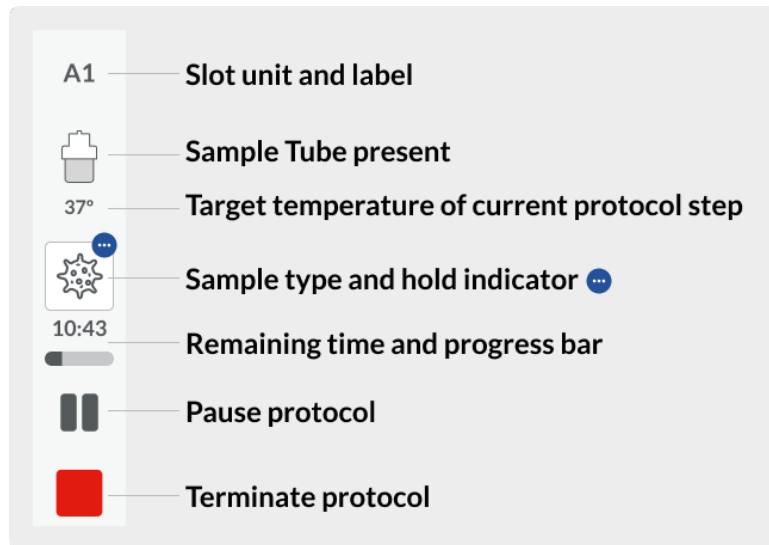 A1
Slot unit and label
Sample Tube present
37°
Target temperature of current protocol step
Sample type and hold indicator
10:43
Remaining time and progress bar
Pause protocol
Terminate protocol